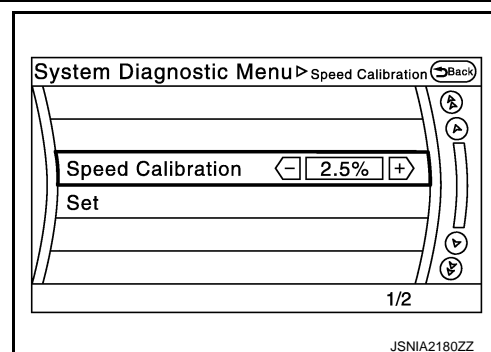 System Diagnostic Menu▷Speed Calibration Back
Speed Calibration − 2.5% +
Set
1/2
JSNIA2180ZZ